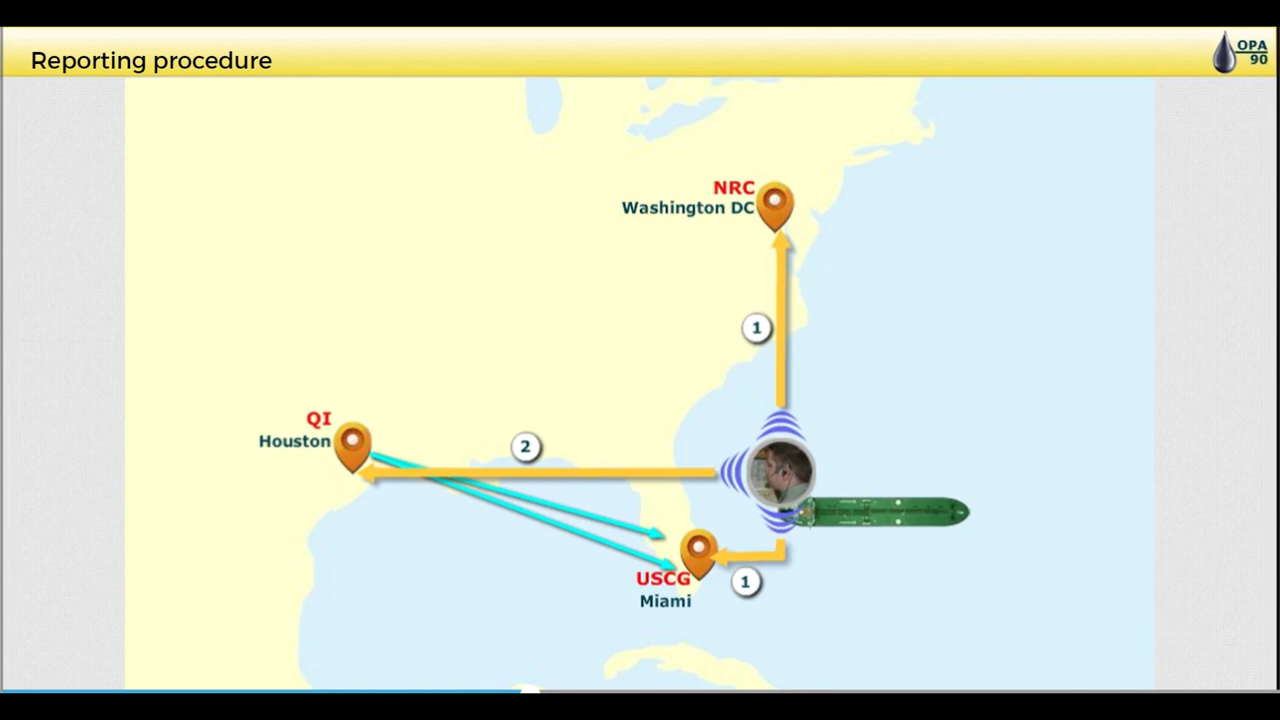 Reporting procedure
OPA
90
NRC
Washington DC
1
QI
Houston
2
USCG
Miami
1